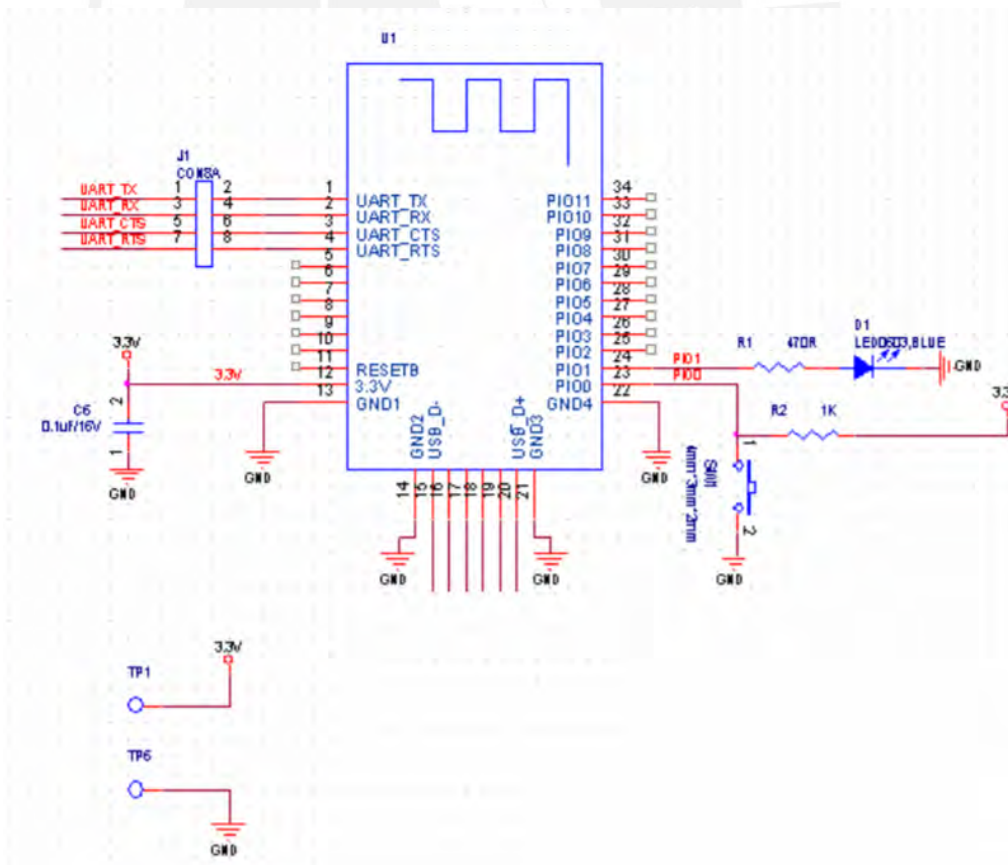 U1
J1
CON8A
UART_TX 1 2 1 UART_TX
UART_RX 3 4 2 UART_RX
UART_CTS 5 6 3 UART_CTS
UART_RTS 7 8 4 UART_RTS
5
6
7
8
9
10
11 RESETB
12 3.3V
13 GND1
34 PIO11
33 PIO10
32 PIO9
31 PIO8
30 PIO7
29 PIO6
28 PIO5
27 PIO4
26 PIO3
25 PIO2
24 PIO1
23 PIO0
22 GND4
3.3V
3.3V
C6
0.1uf/16V
2
1
GND
GND
GND2 USB_D- USB_D+ GND3
14 15 16 17 18 19 20 21
GND GND
PIO1 R1 470R
PIO0
D1
GND
R2 1K
3.3
1
4mm*3mm*2mm
2
GND
GND
TP1 3.3V
TP6
GND